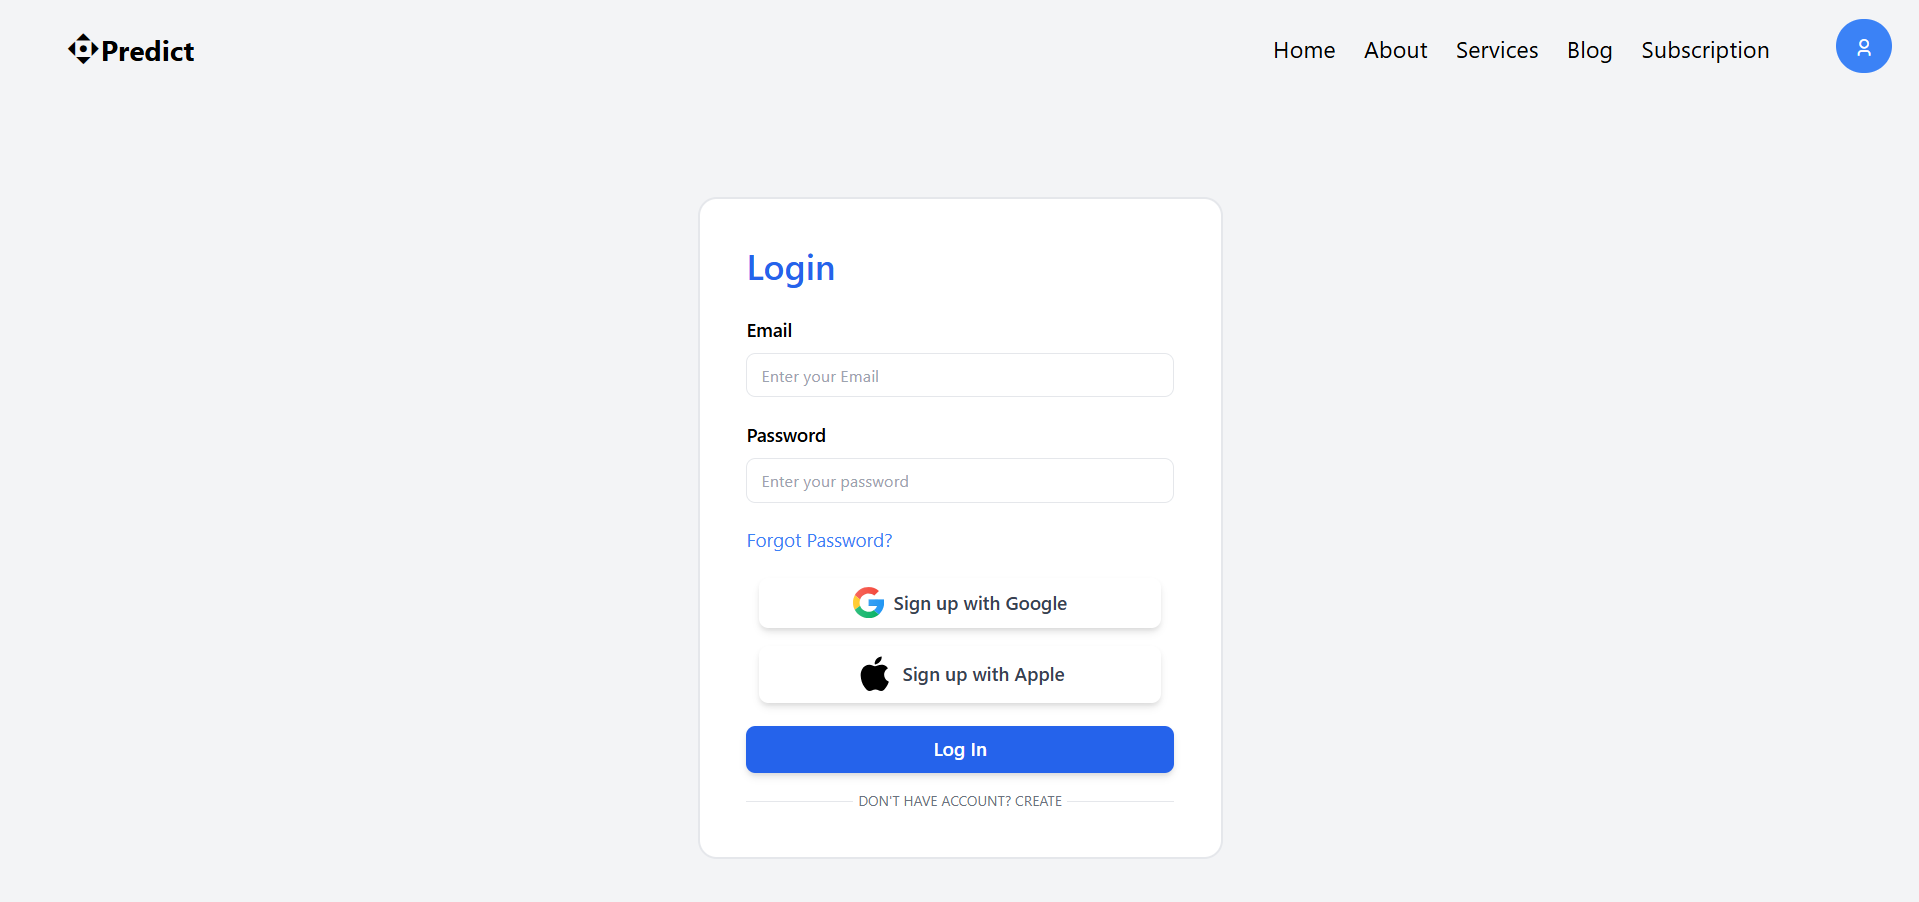 Predict
Home About Services Blog Subscription
Login
Email
Enter your Email
Password
Enter your password
Forgot Password?
Sign up with Google
Sign up with Apple
Log In
DON'T HAVE ACCOUNT? CREATE